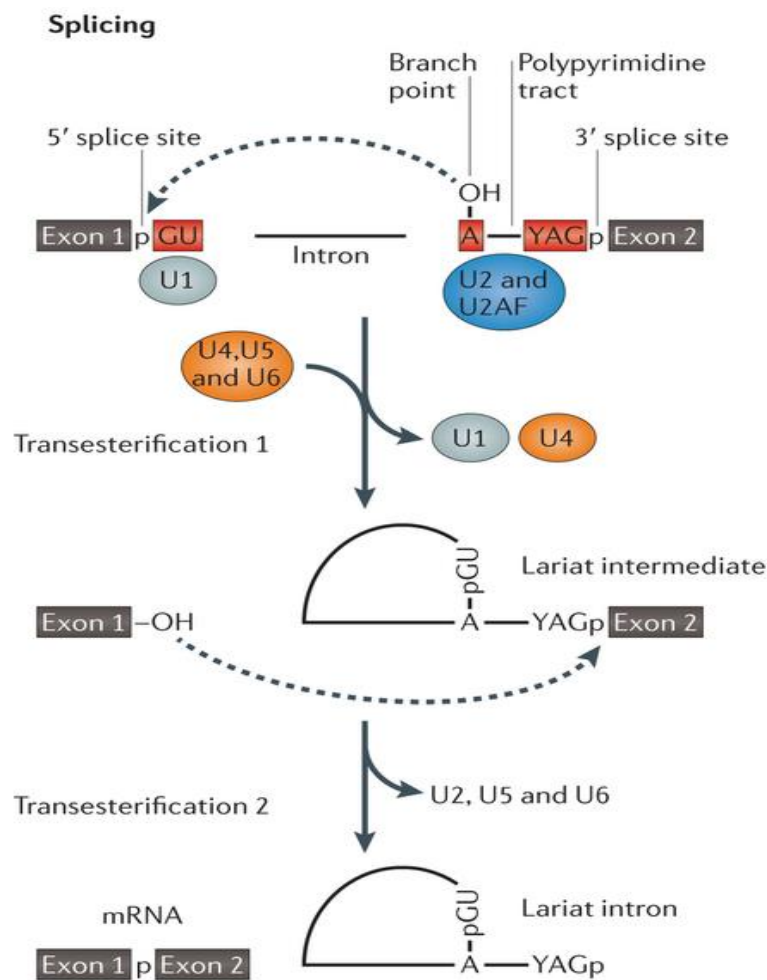 Splicing
Branch point
Polypyrimidine tract
5′ splice site
3′ splice site
OH
Exon 1 p GU
A
YAG p Exon 2
Intron
U1
U2 and U2AF
U4,U5 and U6
U1
U4
Transesterification 1
pGU
Lariat intermediate
Exon 1 –OH
A
YAGp Exon 2
U2, U5 and U6
Transesterification 2
mRNA
pGU
Lariat intron
Exon 1 p Exon 2
A
YAGp